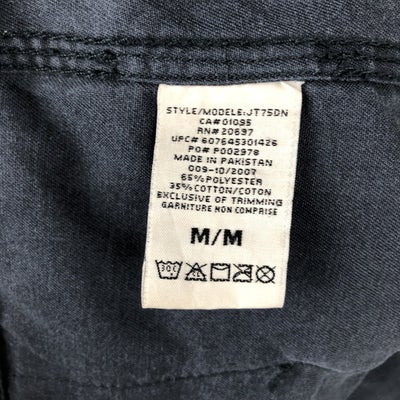 STYLE/MODELE:JT75DN
CA#01095
RN#20697
UPC# 607645301426
PO# P002978
MADE IN PAKISTAN
009-10/2007
65%POLYESTER
35%COTTON/COTON
EXCLUSIVE OF TRIMMING
GARNITURE NON COMPRISE
M/M